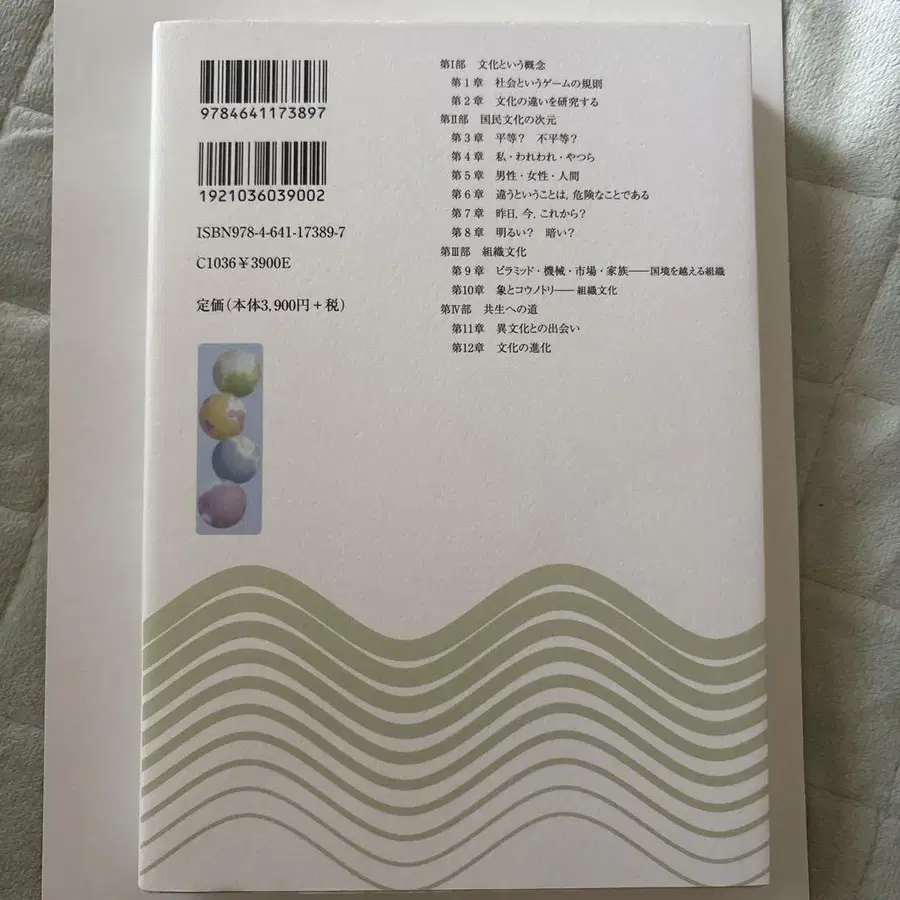 9784641173897
1921036039002
ISBN978-4-641-17389-7
C1036 ¥3900E
定価(本体3,900円+税)
第Ⅰ部 文化という概念
第1章 社会というゲームの規則
第2章 文化の違いを研究する
第Ⅱ部 国民文化の次元
第3章 平等? 不平等?
第4章 私・われわれ・やつら
第5章 男性・女性・人間
第6章 違うということは,危険なことである
第7章 昨日,今,これから?
第8章 明るい? 暗い?
第Ⅲ部 組織文化
第9章 ピラミッド・機械・市場・家族——国境を越える組織
第10章 象とコウノトリ——組織文化
第Ⅳ部 共生への道
第11章 異文化との出会い
第12章 文化の進化